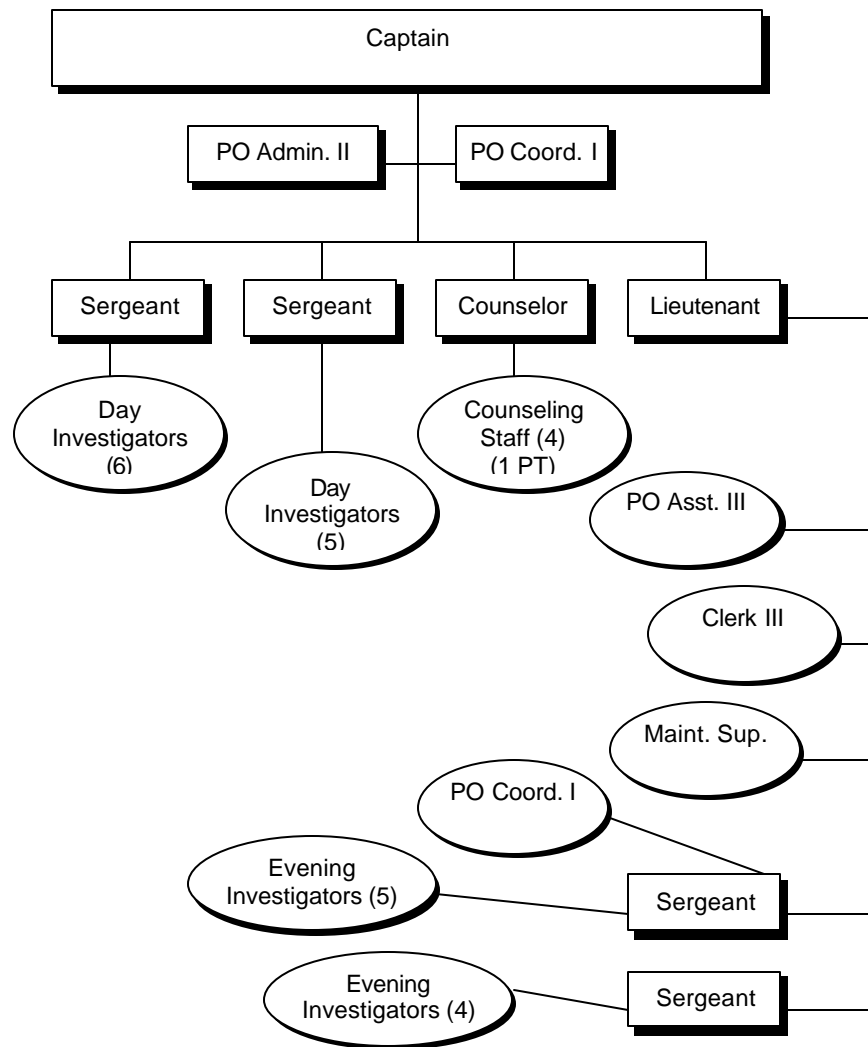 Captain
PO Admin. II
PO Coord. I
Sergeant
Sergeant
Counselor
Lieutenant
Day
Investigators
(6)
Day
Investigators
(5)
Counseling
Staff (4)
(1 PT)
PO Asst. III
Clerk III
Maint. Sup.
PO Coord. I
Evening
Investigators (5)
Sergeant
Evening
Investigators (4)
Sergeant